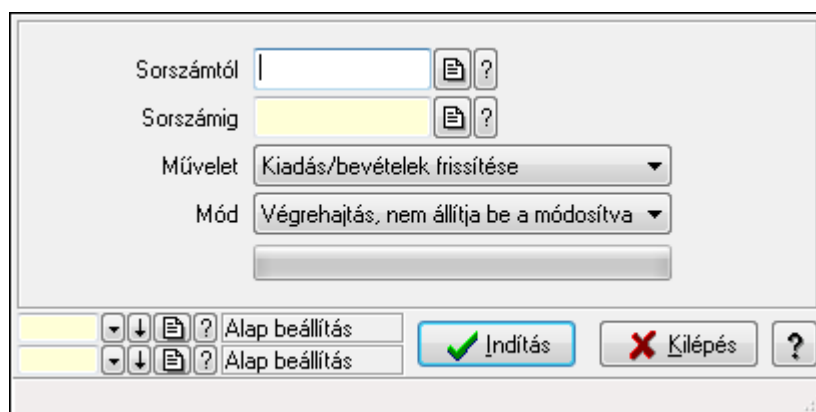 Sorszámtól ?
Sorszámig ?
Művelet Kiadás/bevételek frissítése
Mód Végrehajtás, nem állítja be a módosítva
? Alap beállítás
? Alap beállítás
Indítás Kilépés ?